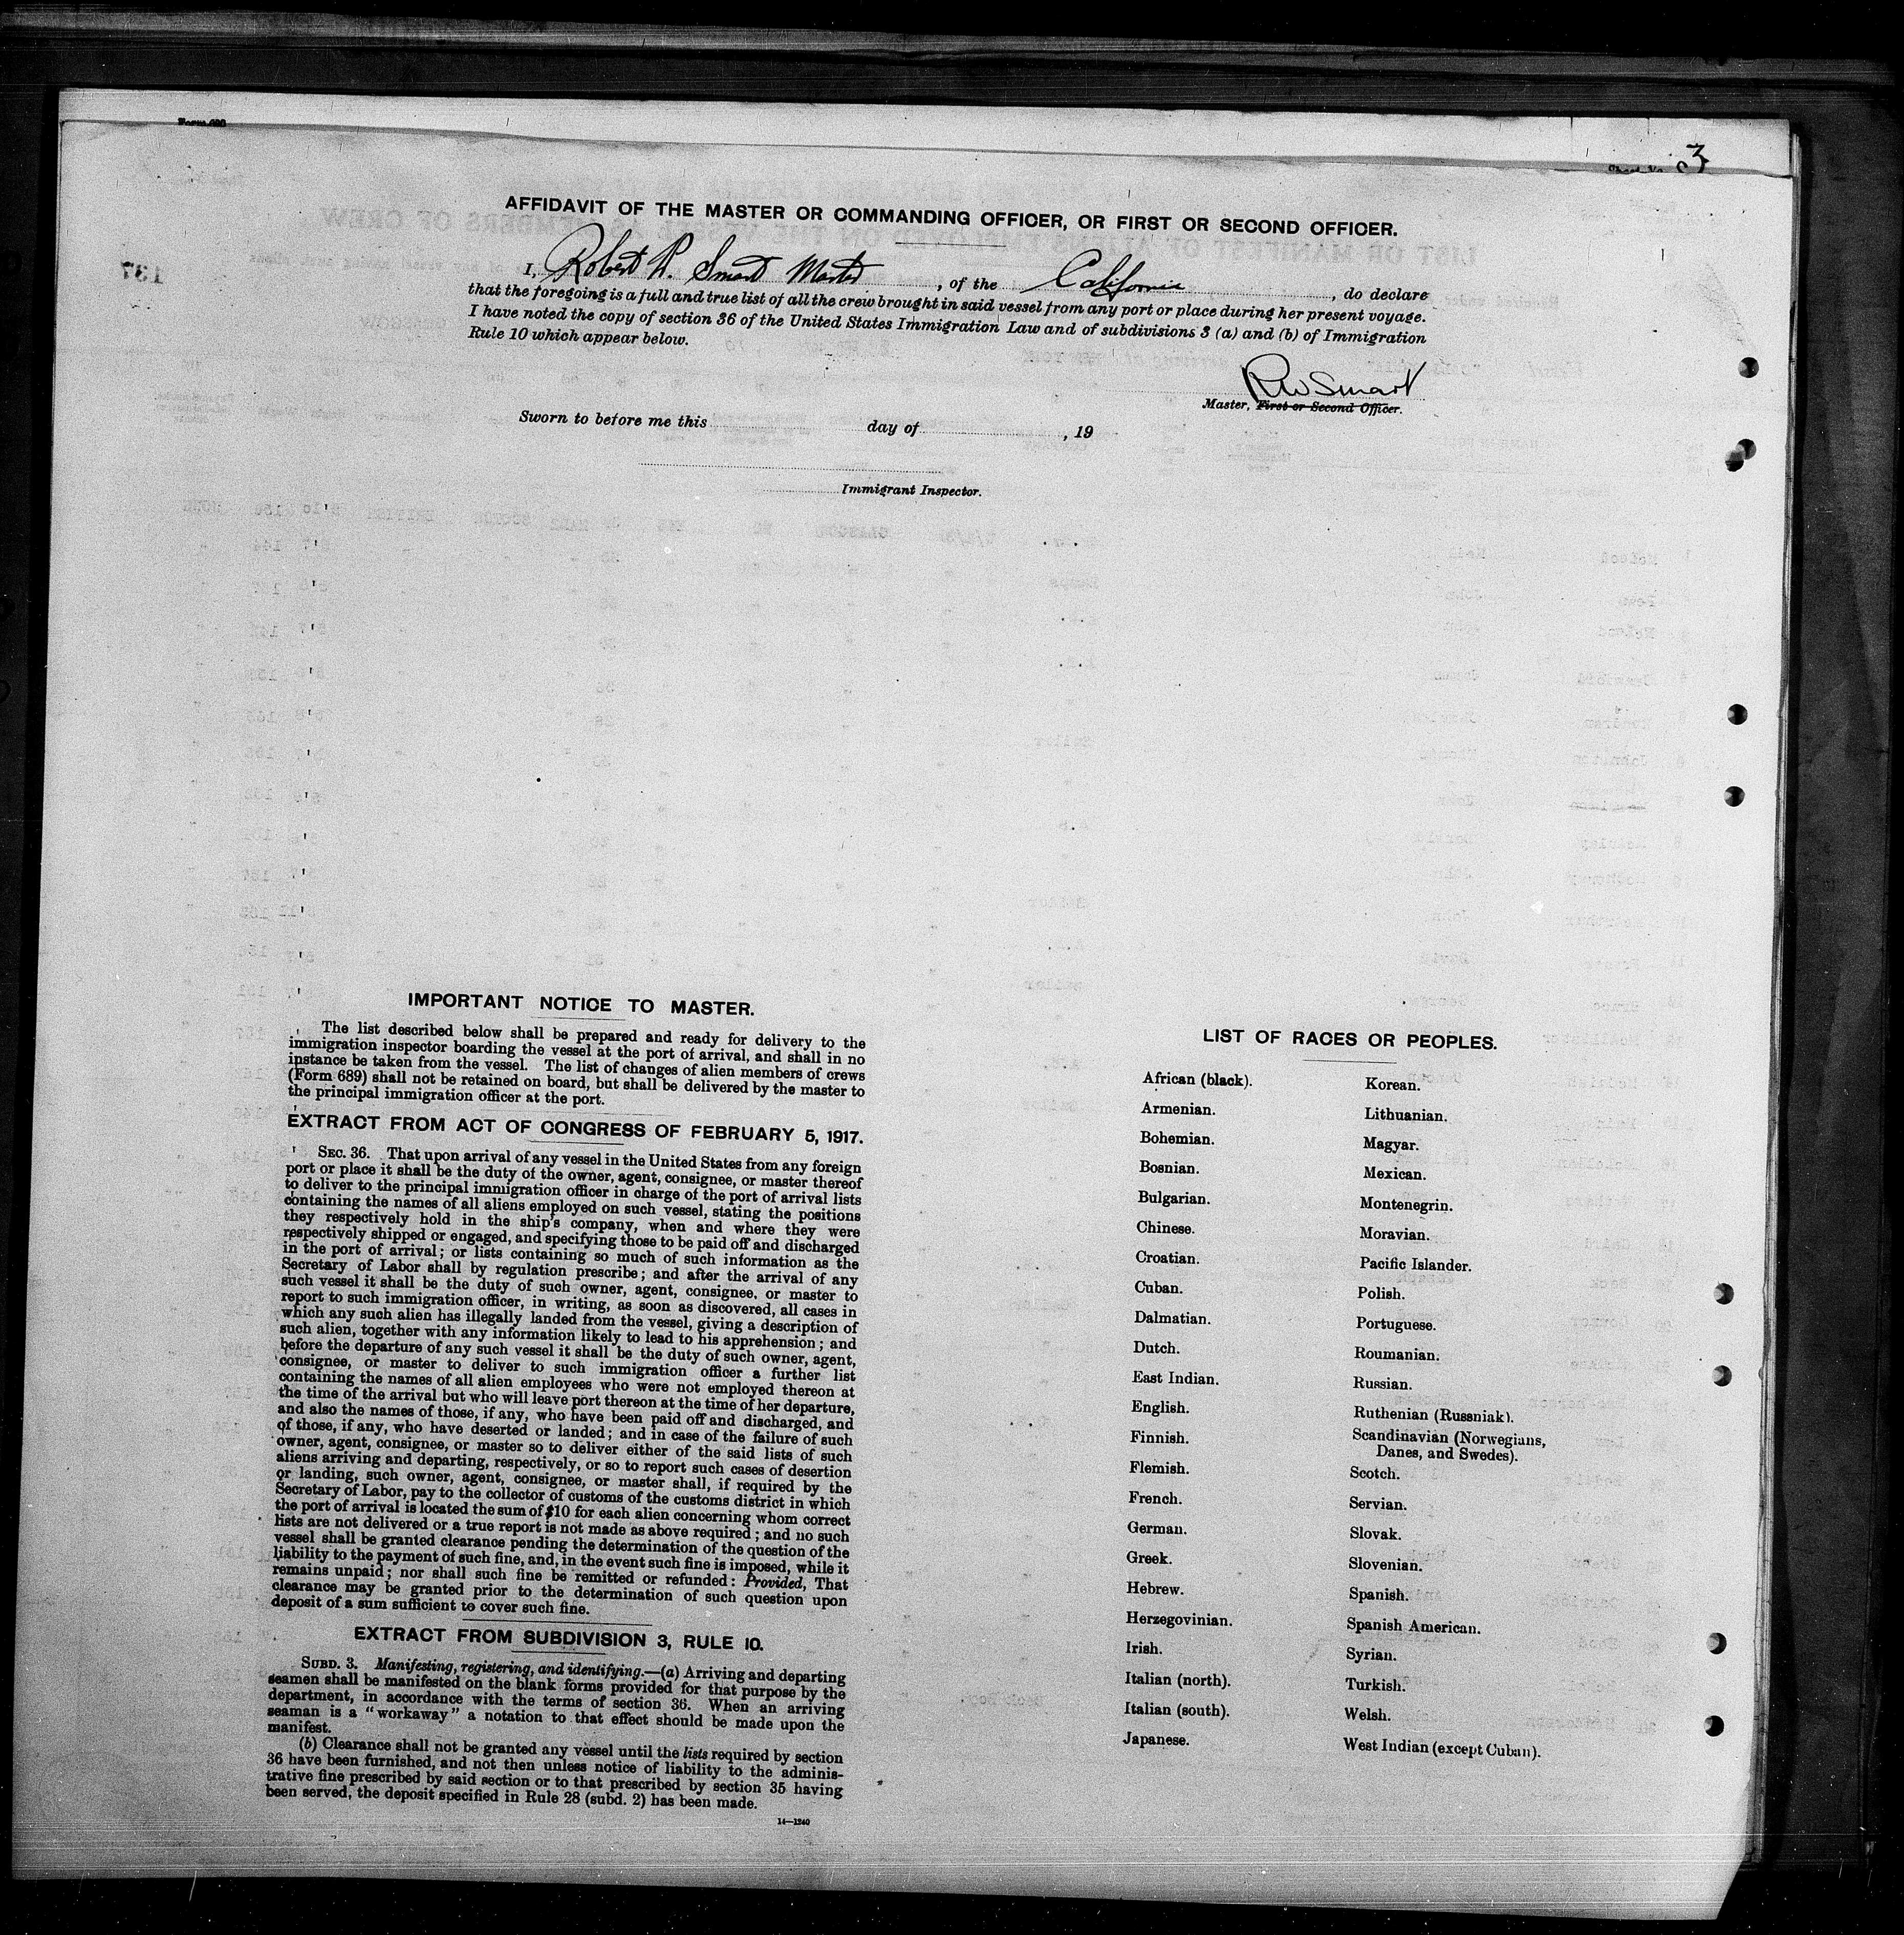 3
AFFIDAVIT OF THE MASTER OR COMMANDING OFFICER, OR FIRST OR SECOND OFFICER.
I, Robert W. Smart Master, of the California, do declare
that the foregoing is a full and true list of all the crew brought in said vessel from any port or place during her present voyage.
I have noted the copy of section 36 of the United States Immigration Law and of subdivisions 3 (a) and (b) of Immigration
Rule 10 which appear below.
RW Smart
Master, First or Second Officer.
Sworn to before me this day of , 19
Immigrant Inspector.
137
IMPORTANT NOTICE TO MASTER.
The list described below shall be prepared and ready for delivery to the
immigration inspector boarding the vessel at the port of arrival, and shall in no
instance be taken from the vessel. The list of changes of alien members of crews
(Form 689) shall not be retained on board, but shall be delivered by the master to
the principal immigration officer at the port.
EXTRACT FROM ACT OF CONGRESS OF FEBRUARY 5, 1917.
SEC. 36. That upon arrival of any vessel in the United States from any foreign
port or place it shall be the duty of the owner, agent, consignee, or master thereof
to deliver to the principal immigration officer in charge of the port of arrival lists
containing the names of all aliens employed on such vessel, stating the positions
they respectively hold in the ship's company, when and where they were
respectively shipped or engaged, and specifying those to be paid off and discharged
in the port of arrival; or lists containing so much of such information as the
Secretary of Labor shall by regulation prescribe; and after the arrival of any
such vessel it shall be the duty of such owner, agent, consignee, or master to
report to such immigration officer, in writing, as soon as discovered, all cases in
which any such alien has illegally landed from the vessel, giving a description of
such alien, together with any information likely to lead to his apprehension; and
before the departure of any such vessel it shall be the duty of such owner, agent,
consignee, or master to deliver to such immigration officer a further list
containing the names of all alien employees who were not employed thereon at
the time of the arrival but who will leave port thereon at the time of her departure,
and also the names of those, if any, who have been paid off and discharged, and
of those, if any, who have deserted or landed; and in case of the failure of such
owner, agent, consignee, or master so to deliver either of the said lists of such
aliens arriving and departing, respectively, or so to report such cases of desertion
or landing, such owner, agent, consignee, or master shall, if required by the
Secretary of Labor, pay to the collector of customs of the customs district in which
the port of arrival is located the sum of $10 for each alien concerning whom correct
lists are not delivered or a true report is not made as above required; and no such
vessel shall be granted clearance pending the determination of the question of the
liability to the payment of such fine, and, in the event such fine is imposed, while it
remains unpaid; nor shall such fine be remitted or refunded: Provided, That
clearance may be granted prior to the determination of such question upon
deposit of a sum sufficient to cover such fine.
EXTRACT FROM SUBDIVISION 3, RULE 10.
SUBD. 3. Manifesting, registering, and identifying.—(a) Arriving and departing
seamen shall be manifested on the blank forms provided for that purpose by the
department, in accordance with the terms of section 36. When an arriving
seaman is a "workaway" a notation to that effect should be made upon the
manifest.
(b) Clearance shall not be granted any vessel until the lists required by section
36 have been furnished, and not then unless notice of liability to the adminis-
trative fine prescribed by said section or to that prescribed by section 35 having
been served, the deposit specified in Rule 28 (subd. 2) has been made.
14—1240
LIST OF RACES OR PEOPLES.
African (black).
Armenian.
Bohemian.
Bosnian.
Bulgarian.
Chinese.
Croatian.
Cuban.
Dalmatian.
Dutch.
East Indian.
English.
Finnish.
Flemish.
French.
German.
Greek.
Hebrew.
Herzegovinian.
Irish.
Italian (north).
Italian (south).
Japanese.
Korean.
Lithuanian.
Magyar.
Mexican.
Montenegrin.
Moravian.
Pacific Islander.
Polish.
Portuguese.
Roumanian.
Russian.
Ruthenian (Russniak).
Scandinavian (Norwegians,
Danes, and Swedes).
Scotch.
Servian.
Slovak.
Slovenian.
Spanish.
Spanish American.
Syrian.
Turkish.
Welsh.
West Indian (except Cuban).